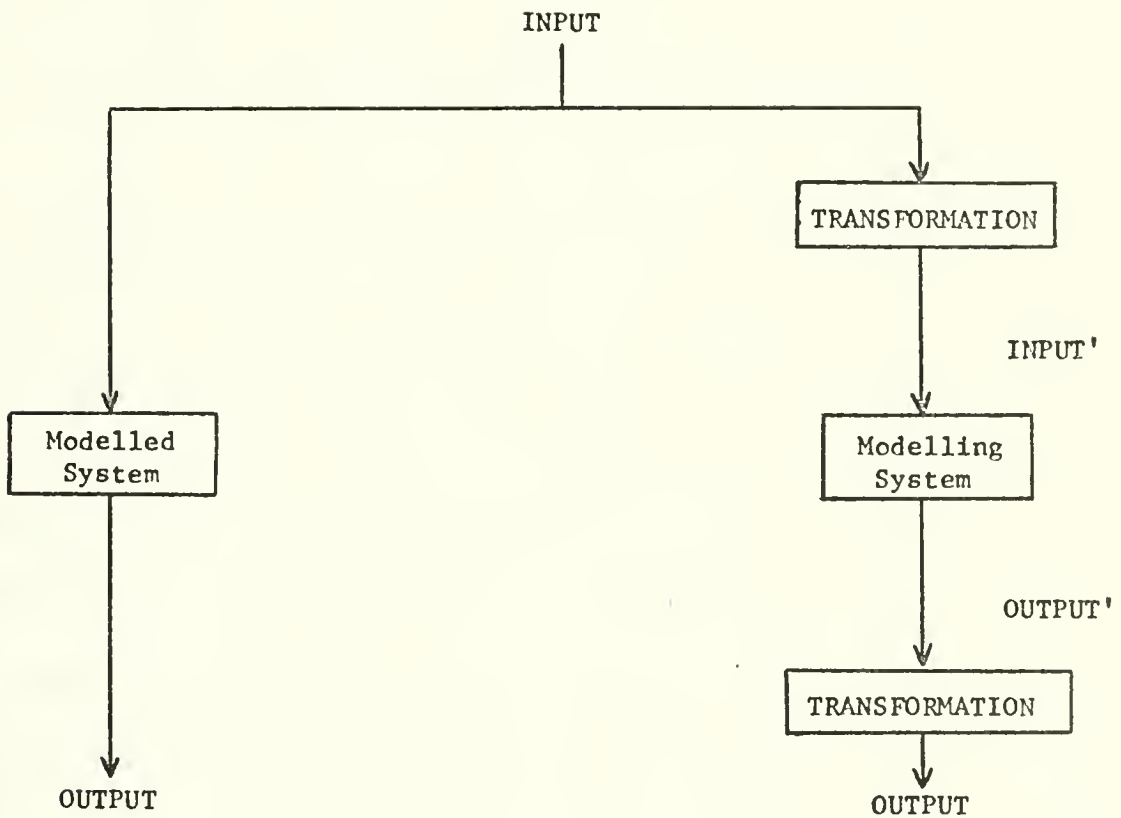 INPUT
TRANSFORMATION
INPUT'
Modelled
System
Modelling
System
OUTPUT'
TRANSFORMATION
OUTPUT
OUTPUT